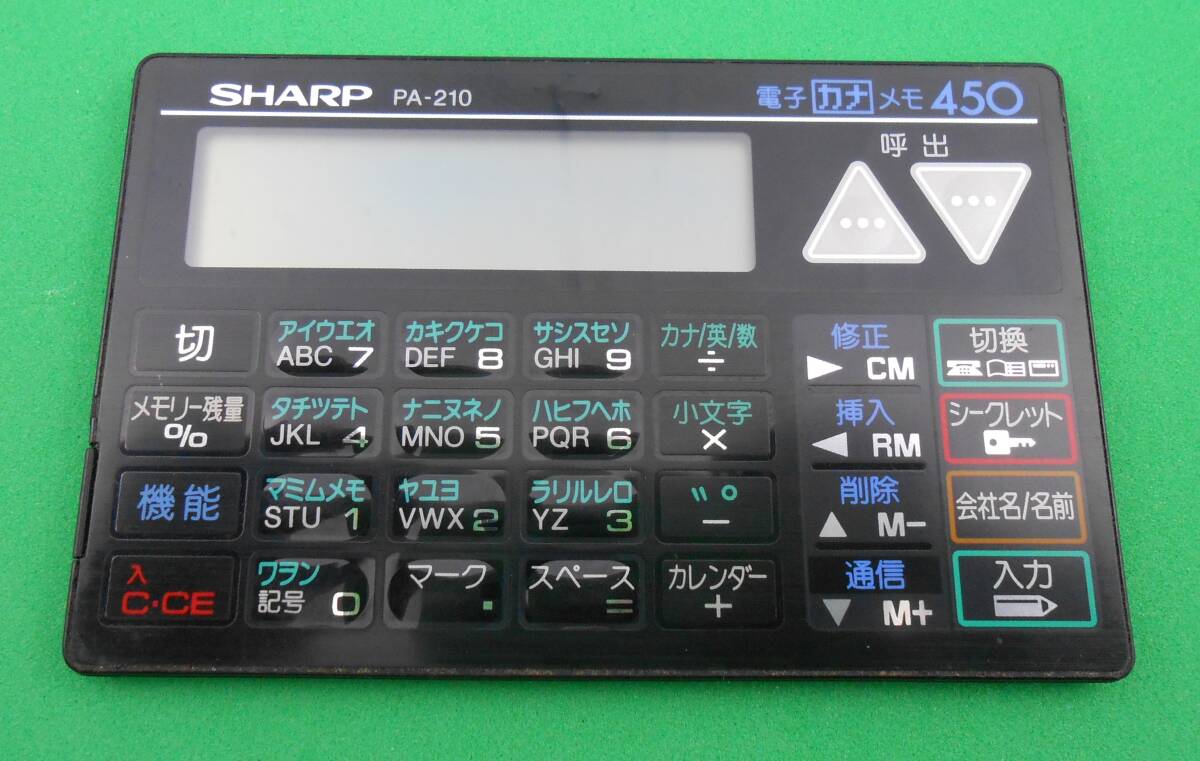 SHARP PA-210
電子カナメモ 450
呼出
切
アイウエオ
ABC 7
カキクケコ
DEF 8
サシスセソ
GHI 9
カナ/英/数
÷
修正
CM
切換
メモリー残量
%
タチツテト
JKL 4
ナニヌネノ
MNO 5
ハヒフヘホ
PQR 6
小文字
×
挿入
RM
シークレット
機能
マミムメモ
STU 1
ヤユヨ
VWX 2
ラリルレロ
YZ 3
゛゜
−
削除
M−
会社名/名前
入
C·CE
ワヲン
記号 0
マーク
.
スペース
=
カレンダー
+
通信
M+
入力